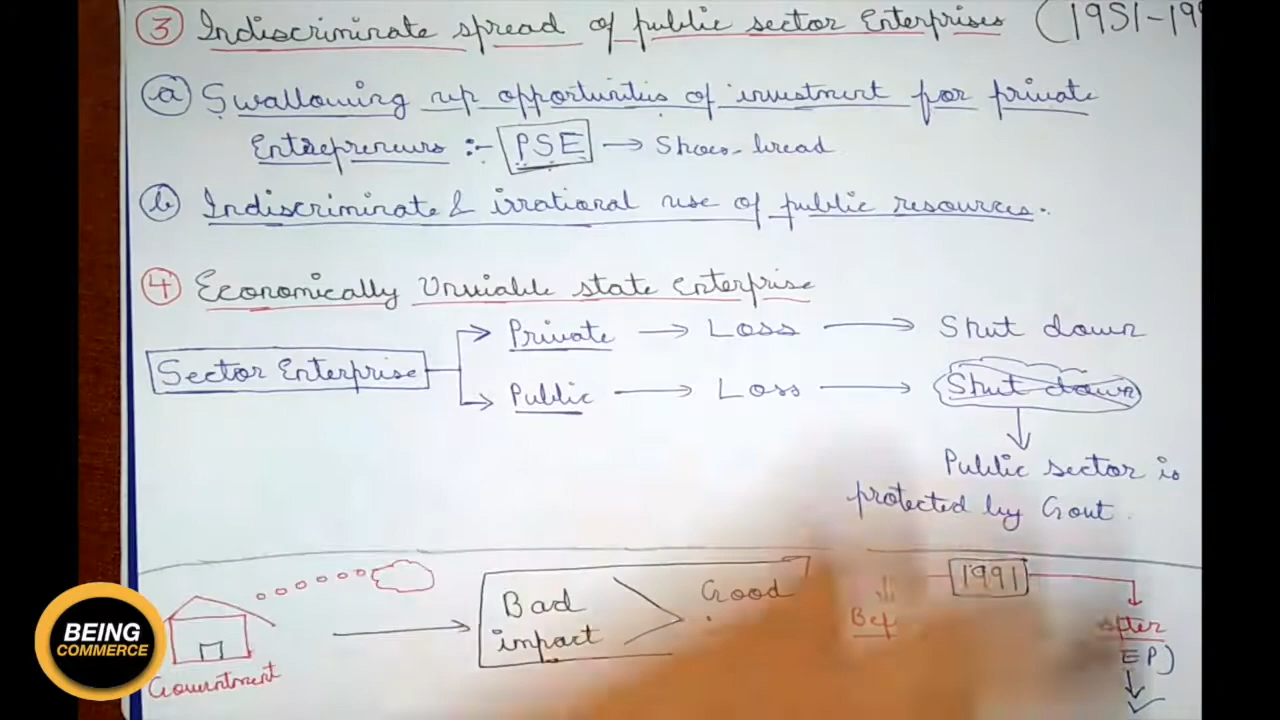 ③ Indiscriminate spread of public sector Enterprises (1951-19
ⓐ Swallowing up opportunities of investment for private
Entrepreneurs :- PSE → Shoes-bread
ⓑ Indiscriminate & irrational use of public resources.
④ Economically Unviable state Enterprise
Sector Enterprise
Private → Loss → Shut down
Public → Loss → Shut down
Public sector is
protected by Govt.
Bad impact > Good
1991
Bef
after
EP)
Government
BEING
COMMERCE